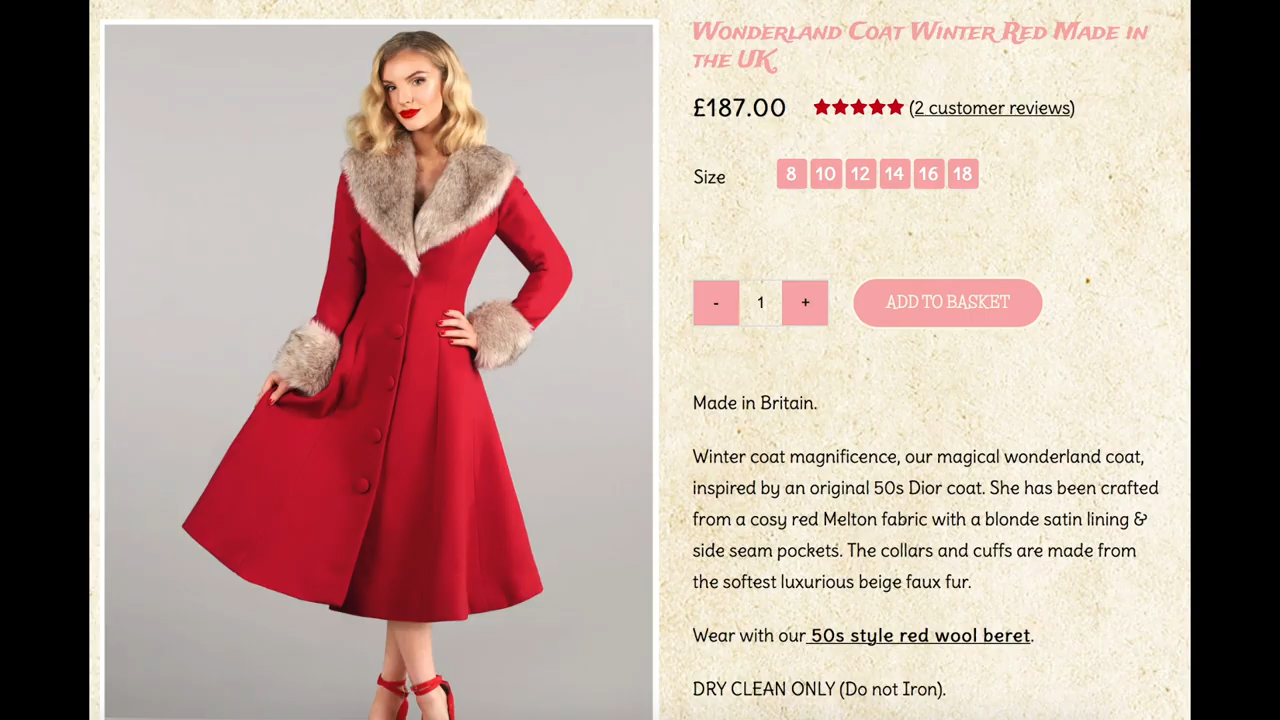 Wonderland Coat Winter Red Made in
the UK
£187.00 (2 customer reviews)
Size 8 10 12 14 16 18
- 1 + ADD TO BASKET
Made in Britain.
Winter coat magnificence, our magical wonderland coat,
inspired by an original 50s Dior coat. She has been crafted
from a cosy red Melton fabric with a blonde satin lining &
side seam pockets. The collars and cuffs are made from
the softest luxurious beige faux fur.
Wear with our 50s style red wool beret.
DRY CLEAN ONLY (Do not Iron).